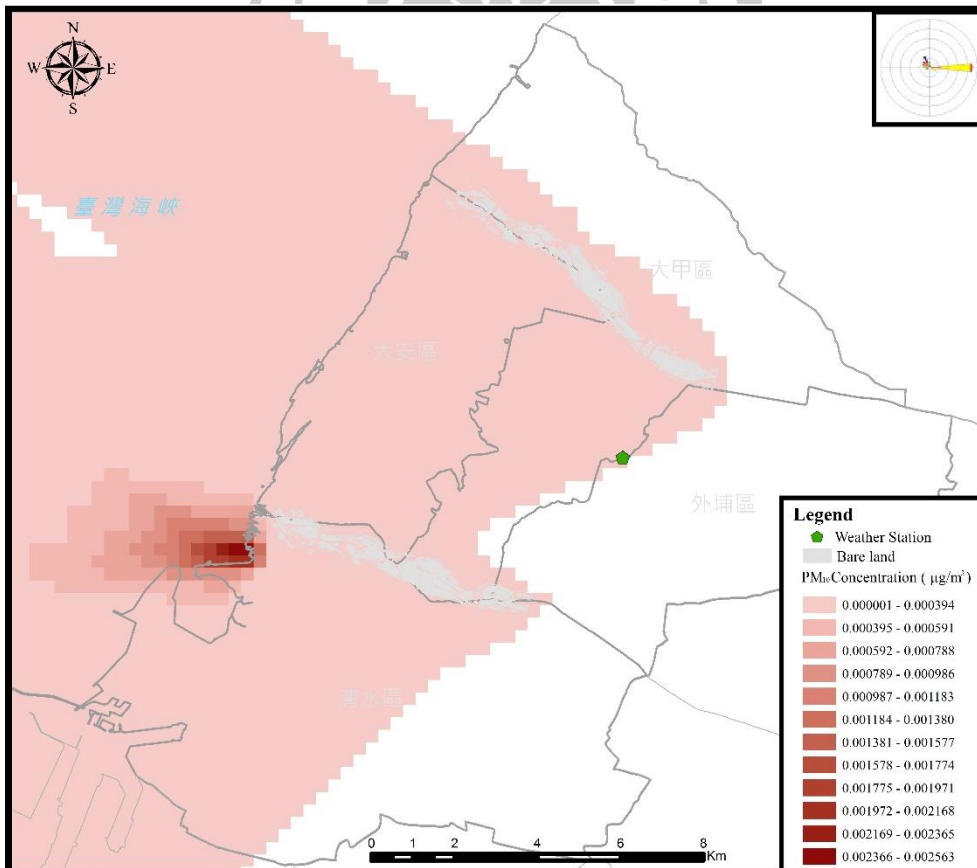 N
W E
S
臺灣海峽
大甲區
大安區
外埔區
清水區
Legend
Weather Station
Bare land
PM₁₀ Concentration ( μg/m³)
0.000001 - 0.000394
0.000395 - 0.000591
0.000592 - 0.000788
0.000789 - 0.000986
0.000987 - 0.001183
0.001184 - 0.001380
0.001381 - 0.001577
0.001578 - 0.001774
0.001775 - 0.001971
0.001972 - 0.002168
0.002169 - 0.002365
0.002366 - 0.002563
0 1 2 4 6 8
Km